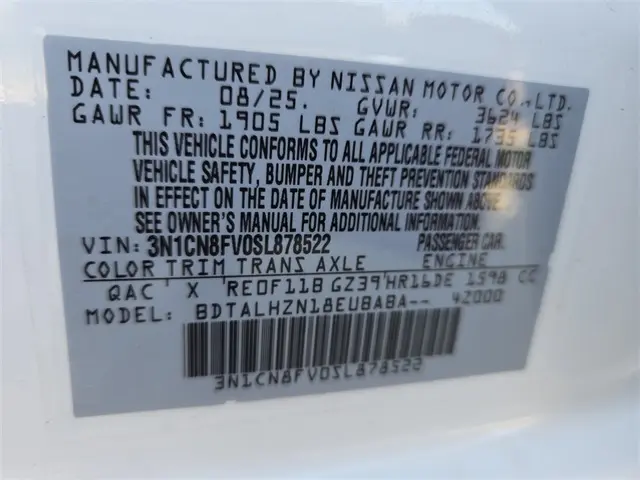 MANUFACTURED BY NISSAN MOTOR CO.,LTD.
DATE: 08/25. GVWR: 3624 LBS
GAWR FR: 1905 LBS GAWR RR: 1735 LBS
THIS VEHICLE CONFORMS TO ALL APPLICABLE FEDERAL MOTOR
VEHICLE SAFETY, BUMPER AND THEFT PREVENTION STANDARDS
IN EFFECT ON THE DATE OF MANUFACTURE SHOWN ABOVE.
SEE OWNER'S MANUAL FOR ADDITIONAL INFORMATION.
VIN: 3N1CN8FV0SL878522 PASSENGER CAR.
COLOR TRIM TRANS AXLE ENGINE
QAC X RE0F11B GZ39 HR16DE 1598 CC
MODEL: BDTALHZN18EUBABA-- 42000
3N1CN8FV0SL878522